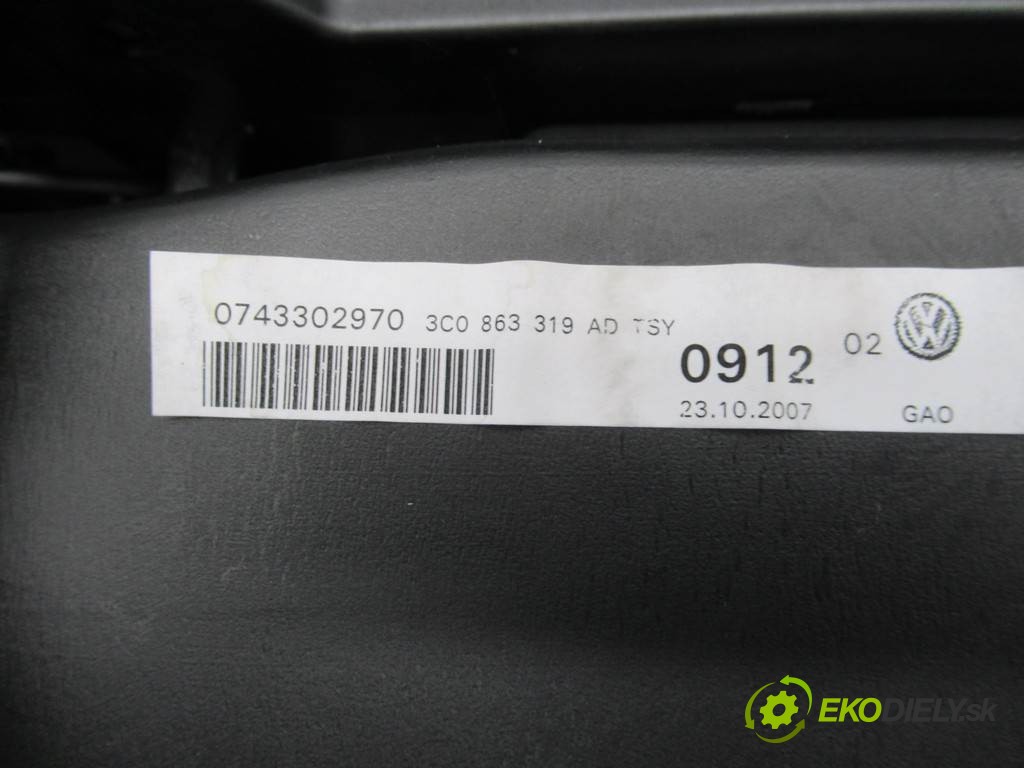 0743302970 3C0 863 319 AD TSY
0912 02
23.10.2007 GAO
EKODIELY.sk